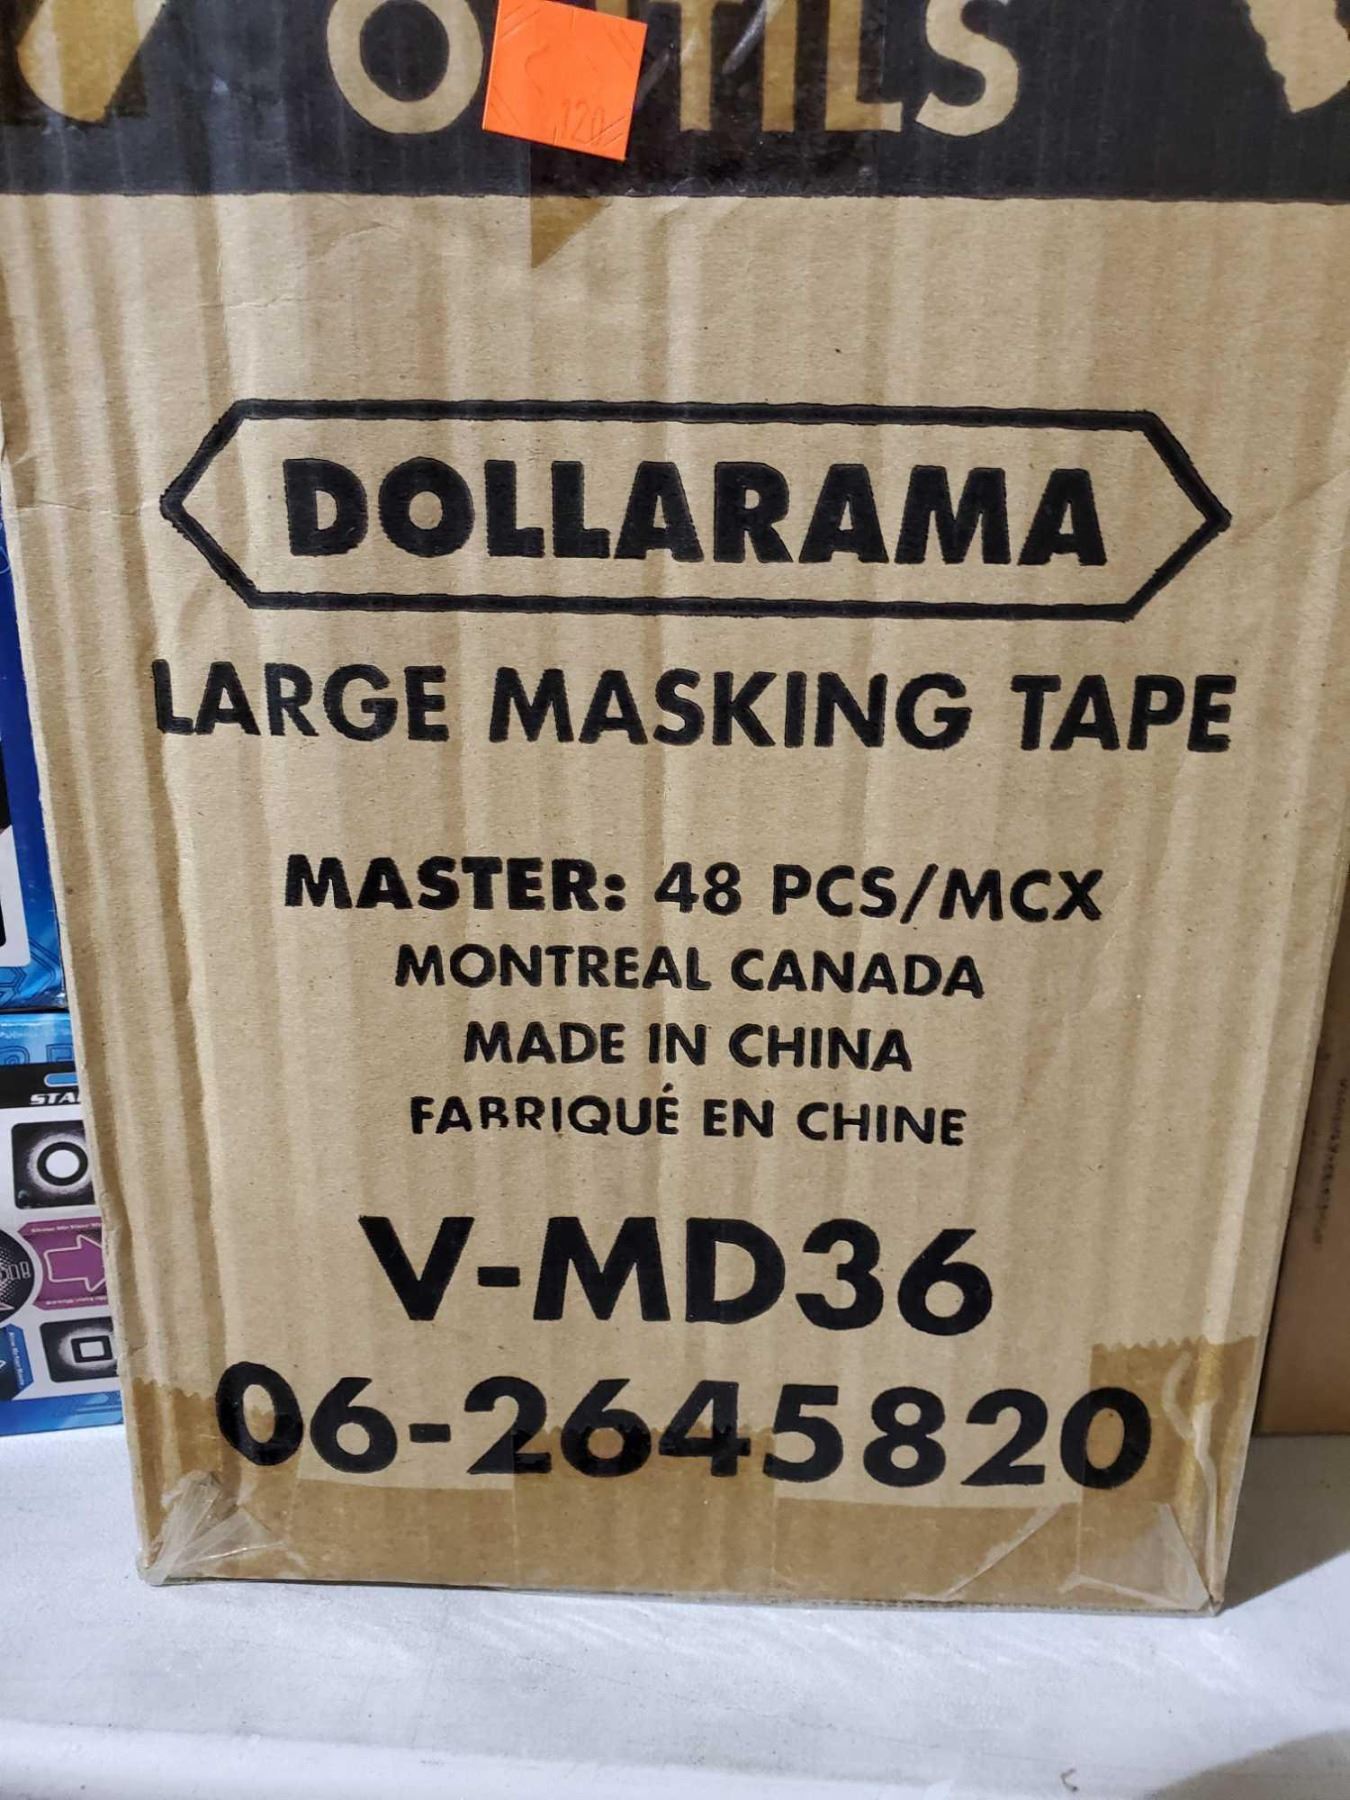 OUTILS
120
DOLLARAMA
LARGE MASKING TAPE
MASTER: 48 PCS/MCX
MONTREAL CANADA
MADE IN CHINA
FABRIQUÉ EN CHINE
V-MD36
06-2645820